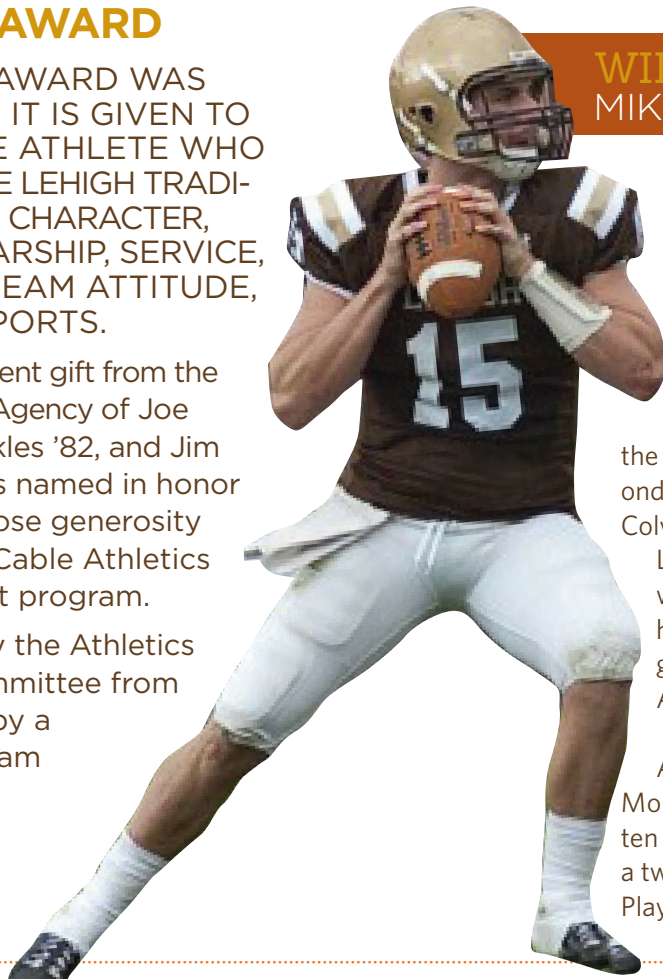 AWARD
AWARD WAS
IT IS GIVEN TO
E ATHLETE WHO
E LEHIGH TRADI-
CHARACTER,
ARSHIP, SERVICE,
EAM ATTITUDE,
PORTS.
ent gift from the
Agency of Joe
kles ’82, and Jim
s named in honor
ose generosity
Cable Athletics
t program.
y the Athletics
mmittee from
by a
am
WI
MIK
15
the
ond
Colv
L
w
h
g
A
A
Mo
ten
a tw
Play